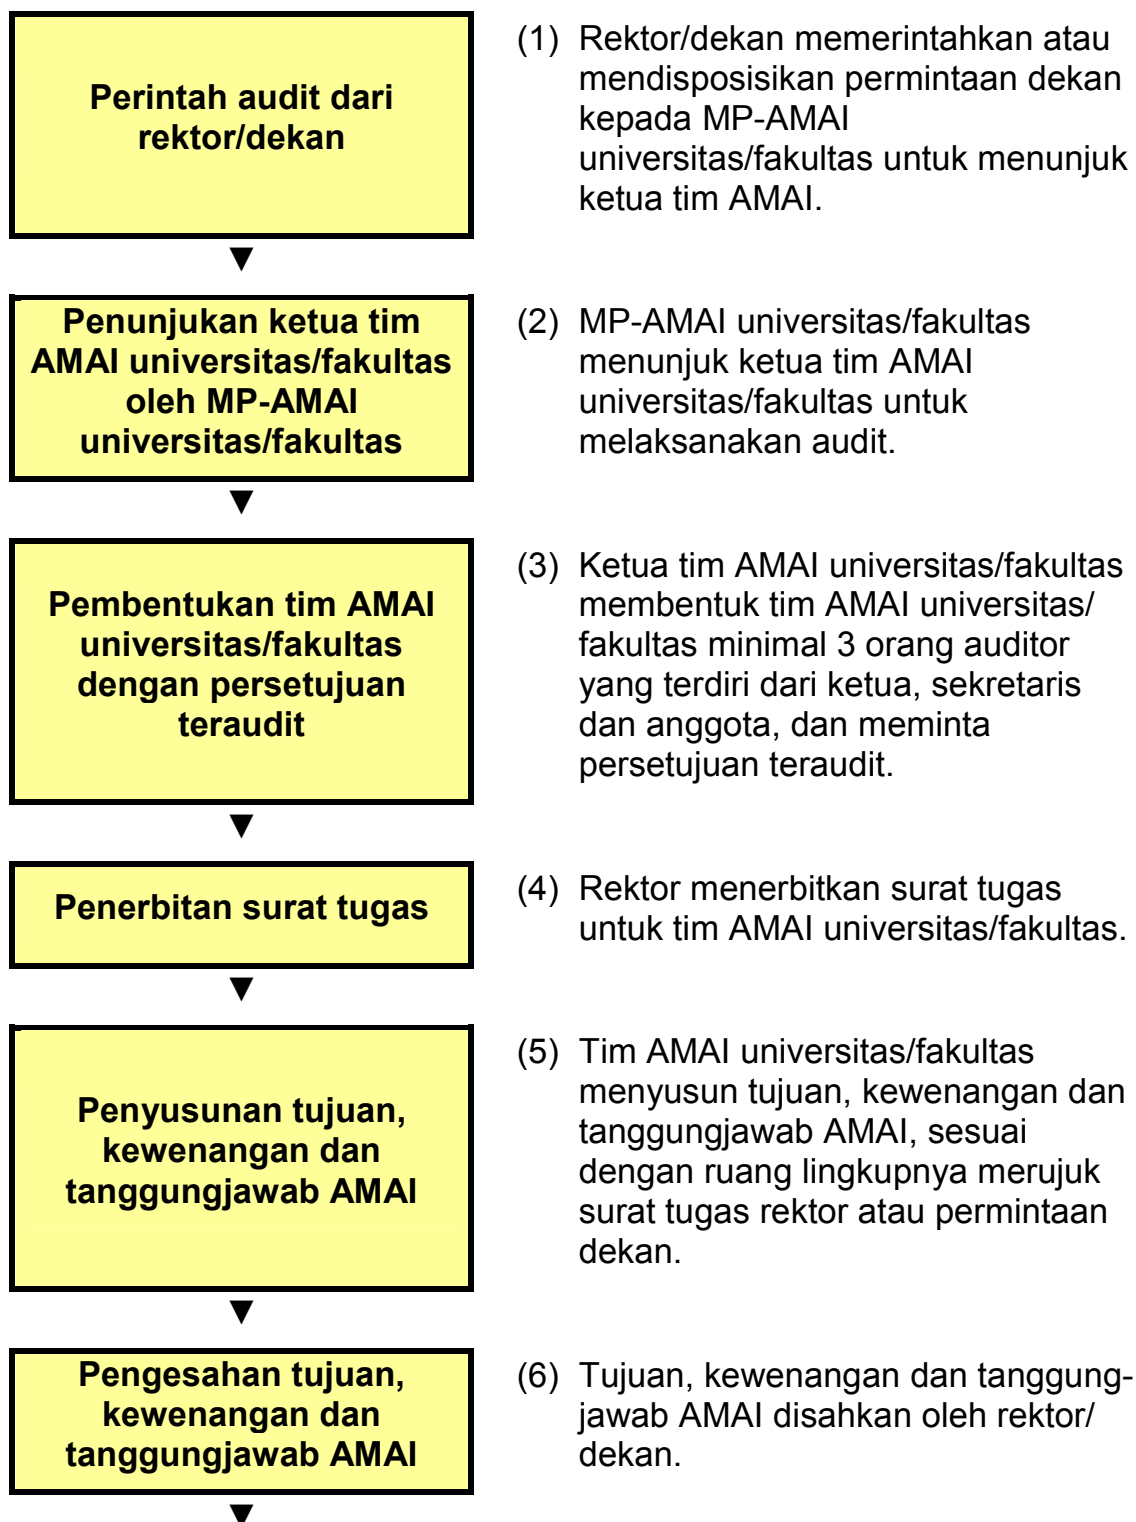 Perintah audit dari
rektor/dekan
(1) Rektor/dekan memerintahkan atau
mendisposisikan permintaan dekan
kepada MP-AMAI
universitas/fakultas untuk menunjuk
ketua tim AMAI.
▼
Penunjukan ketua tim
AMAI universitas/fakultas
oleh MP-AMAI
universitas/fakultas
(2) MP-AMAI universitas/fakultas
menunjuk ketua tim AMAI
universitas/fakultas untuk
melaksanakan audit.
▼
Pembentukan tim AMAI
universitas/fakultas
dengan persetujuan
teraudit
(3) Ketua tim AMAI universitas/fakultas
membentuk tim AMAI universitas/
fakultas minimal 3 orang auditor
yang terdiri dari ketua, sekretaris
dan anggota, dan meminta
persetujuan teraudit.
▼
Penerbitan surat tugas
(4) Rektor menerbitkan surat tugas
untuk tim AMAI universitas/fakultas.
▼
Penyusunan tujuan,
kewenangan dan
tanggungjawab AMAI
(5) Tim AMAI universitas/fakultas
menyusun tujuan, kewenangan dan
tanggungjawab AMAI, sesuai
dengan ruang lingkupnya merujuk
surat tugas rektor atau permintaan
dekan.
▼
Pengesahan tujuan,
kewenangan dan
tanggungjawab AMAI
(6) Tujuan, kewenangan dan tanggung-
jawab AMAI disahkan oleh rektor/
dekan.
▼